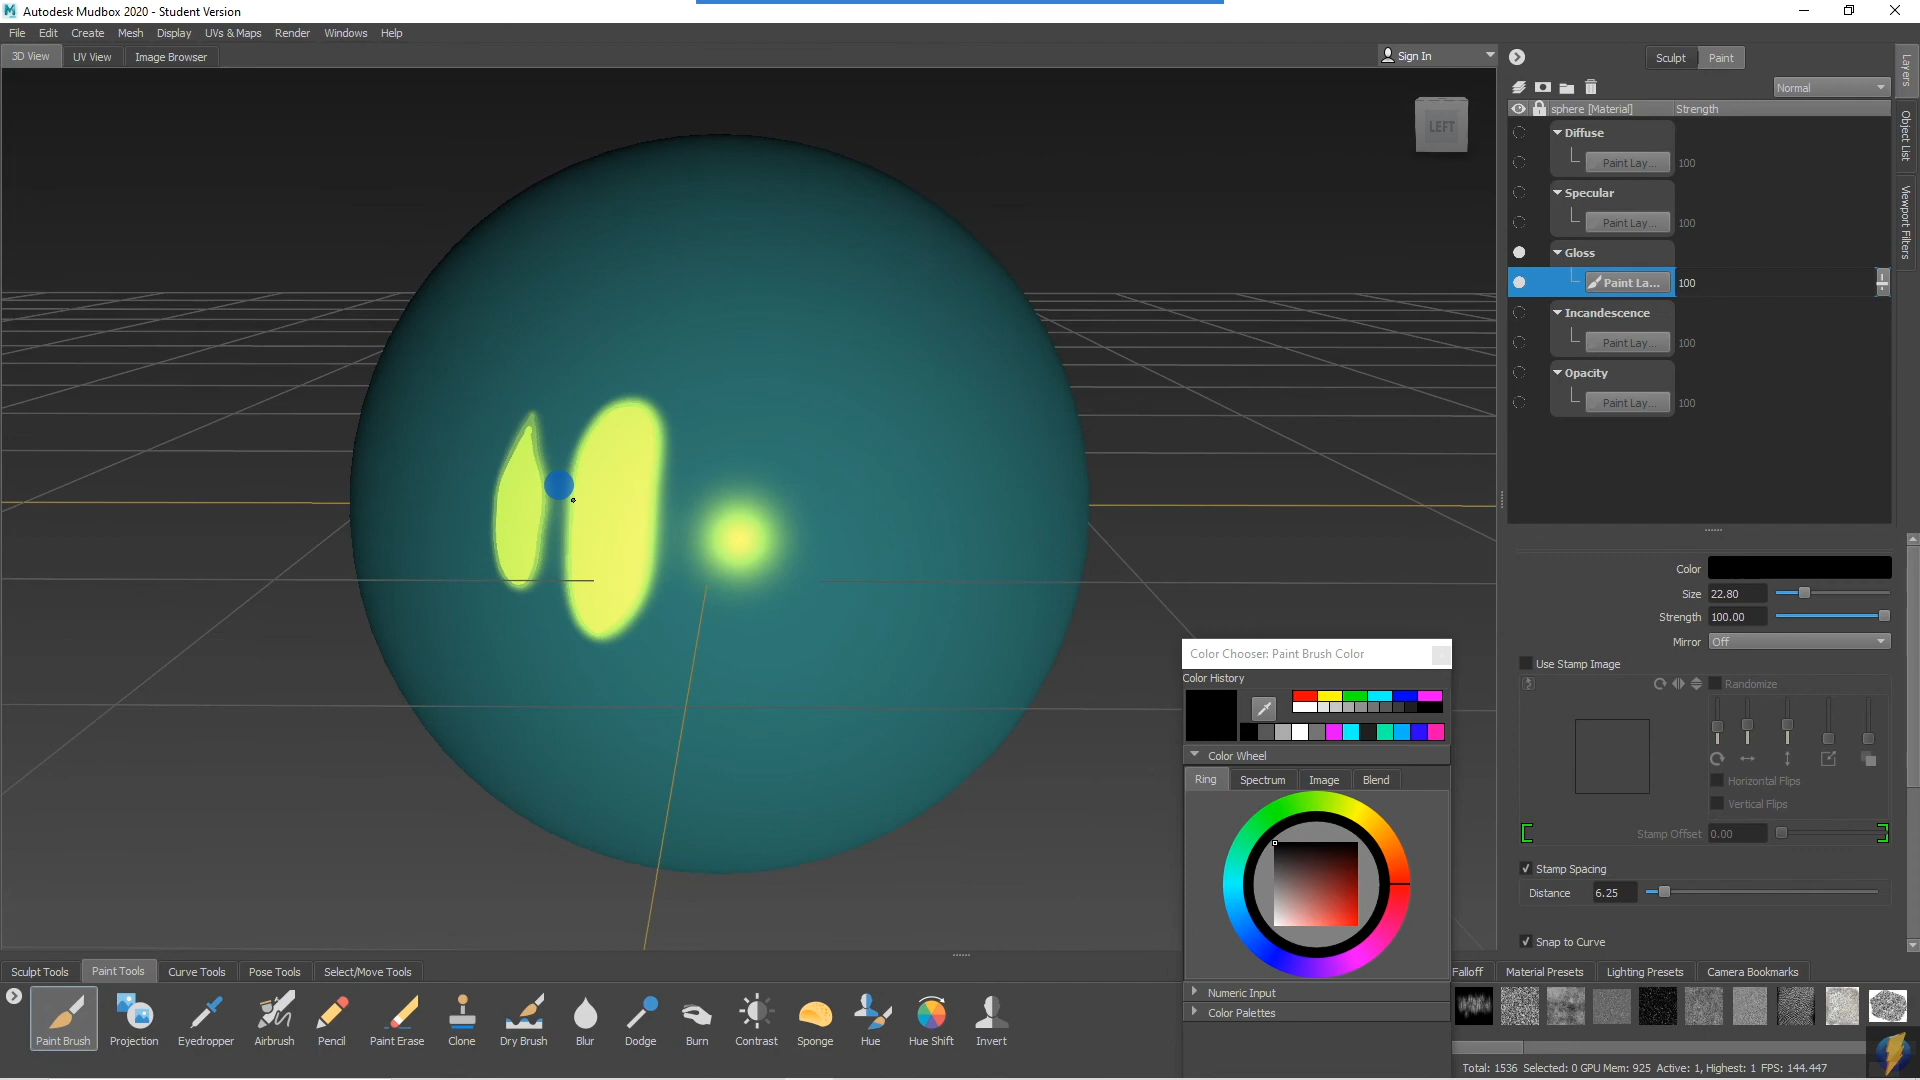 Autodesk Mudbox 2020 - Student Version
File Edit Create Mesh Display UVs & Maps Render Windows Help
3D View UV View Image Browser
Sign In
Sculpt Paint
Normal
sphere [Material] Strength
Diffuse
Paint Lay... 100
Specular
Paint Lay... 100
Gloss
Paint La... 100
Incandescence
Paint Lay... 100
Opacity
Paint Lay... 100
Layers
Object List
Viewport Filters
LEFT
Color
Size 22.80
Strength 100.00
Mirror Off
Use Stamp Image
Randomize
Horizontal Flips
Vertical Flips
Stamp Offset 0.00
Stamp Spacing
Distance 6.25
Snap to Curve
Color Chooser: Paint Brush Color
Color History
Color Wheel
Ring Spectrum Image Blend
Numeric Input
Color Palettes
Sculpt Tools Paint Tools Curve Tools Pose Tools Select/Move Tools
Falloff Material Presets Lighting Presets Camera Bookmarks
Paint Brush Projection Eyedropper Airbrush Pencil Paint Erase Clone Dry Brush Blur Dodge Burn Contrast Sponge Hue Hue Shift Invert
Total: 1536 Selected: 0 GPU Mem: 925 Active: 1, Highest: 1 FPS: 144.447